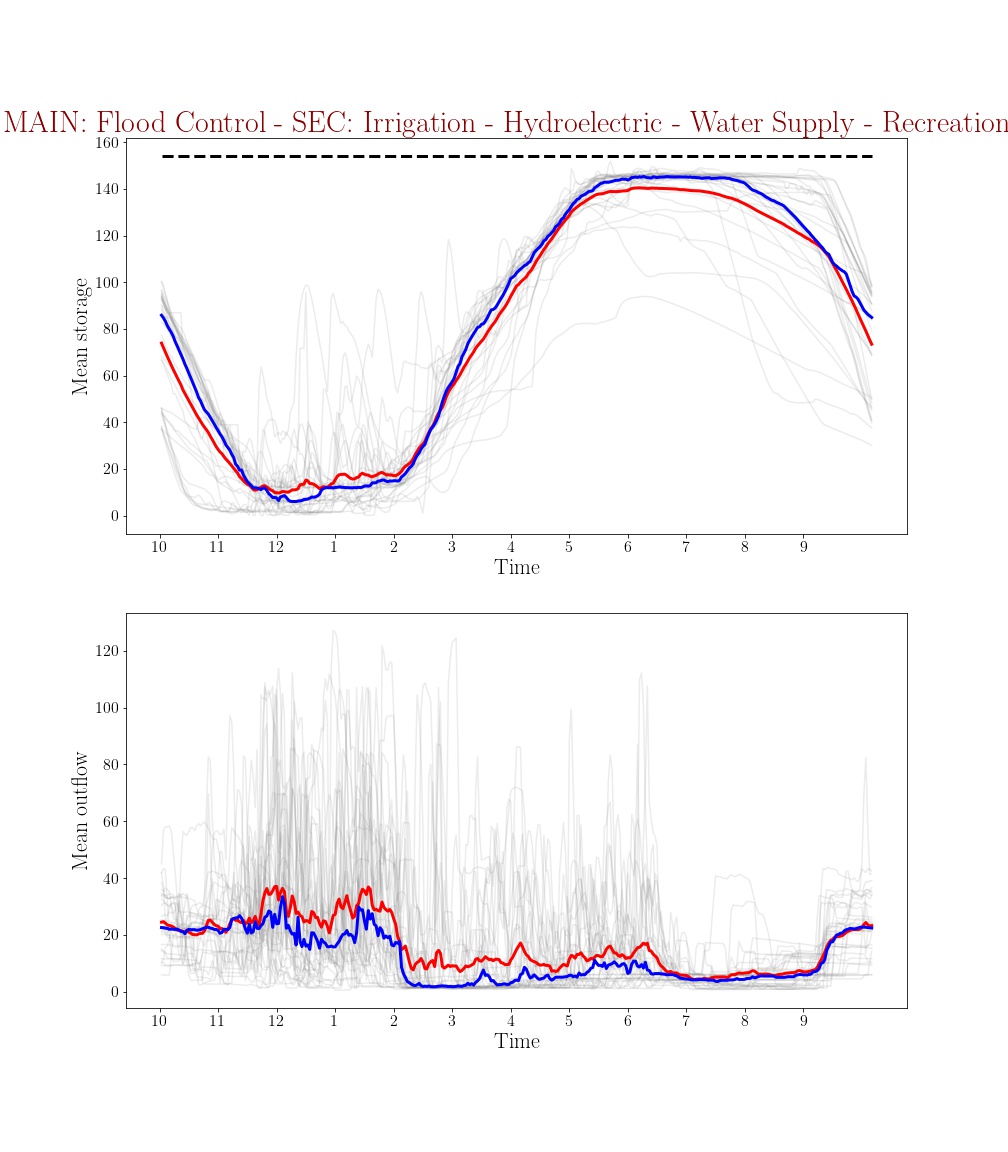 MAIN: Flood Control - SEC: Irrigation - Hydroelectric - Water Supply - Recreation
160
140
120
100
80
60
40
20
0
Mean storage
10 11 12 1 2 3 4 5 6 7 8 9
Time
120
100
80
60
40
20
0
Mean outflow
10 11 12 1 2 3 4 5 6 7 8 9
Time